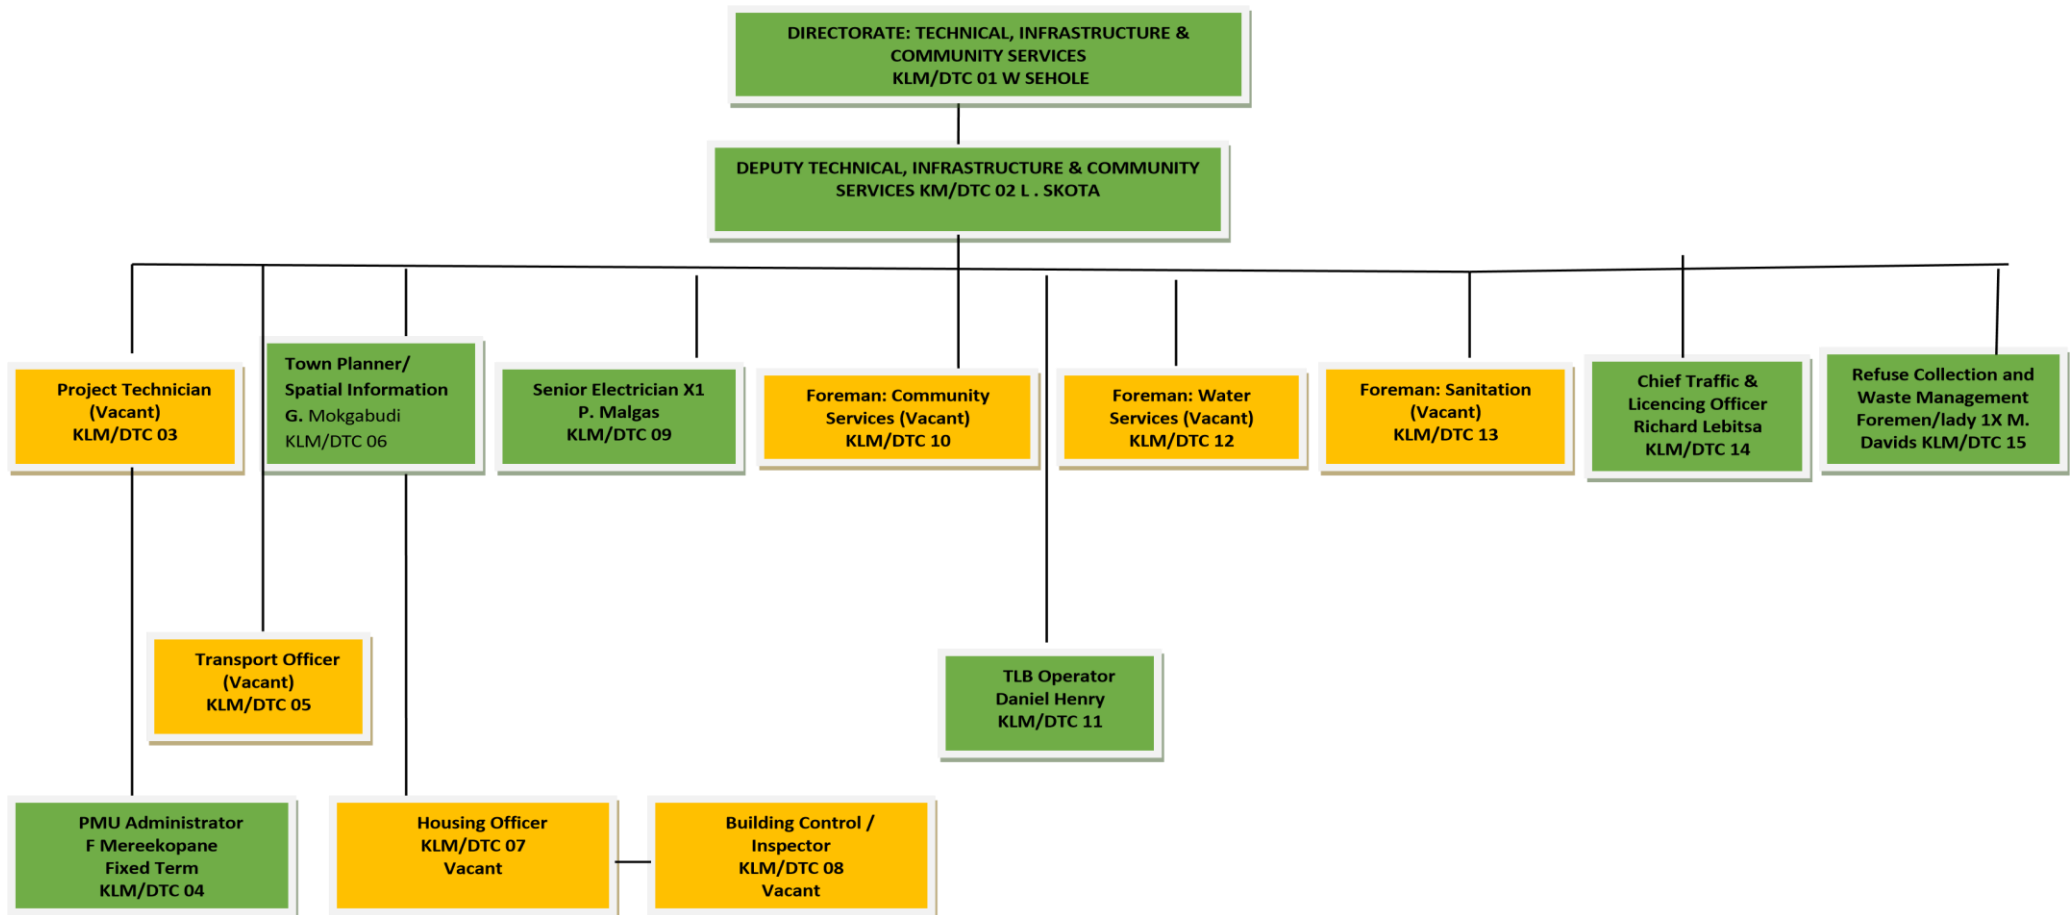 DIRECTORATE: TECHNICAL, INFRASTRUCTURE &
COMMUNITY SERVICES
KLM/DTC 01 W SEHOLE
DEPUTY TECHNICAL, INFRASTRUCTURE & COMMUNITY
SERVICES KM/DTC 02 L . SKOTA
Project Technician
(Vacant)
KLM/DTC 03
Town Planner/
Spatial Information
G. Mokgabudi
KLM/DTC 06
Senior Electrician X1
P. Malgas
KLM/DTC 09
Foreman: Community
Services (Vacant)
KLM/DTC 10
Foreman: Water
Services (Vacant)
KLM/DTC 12
Foreman: Sanitation
(Vacant)
KLM/DTC 13
Chief Traffic &
Licencing Officer
Richard Lebitsa
KLM/DTC 14
Refuse Collection and
Waste Management
Foremen/lady 1X M.
Davids KLM/DTC 15
Transport Officer
(Vacant)
KLM/DTC 05
TLB Operator
Daniel Henry
KLM/DTC 11
PMU Administrator
F Mereekopane
Fixed Term
KLM/DTC 04
Housing Officer
KLM/DTC 07
Vacant
Building Control /
Inspector
KLM/DTC 08
Vacant